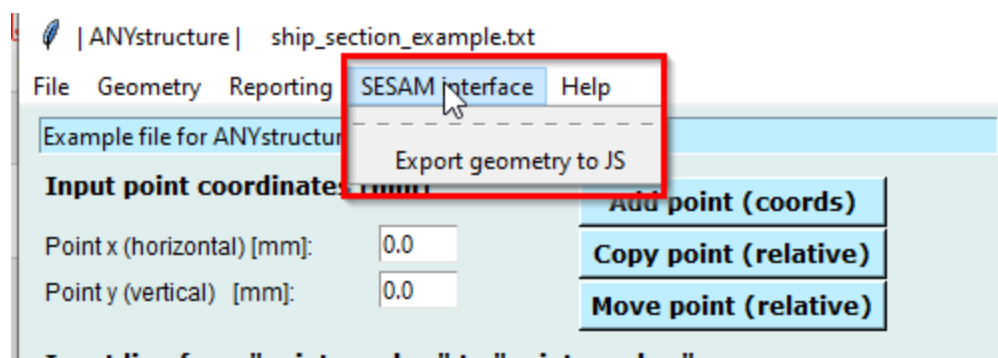 | ANYstructure | ship_section_example.txt
File Geometry Reporting SESAM interface Help
Example file for ANYstructur
Export geometry to JS
Input point coordinates
Add point (coords)
Point x (horizontal) [mm]: 0.0
Copy point (relative)
Point y (vertical) [mm]: 0.0
Move point (relative)